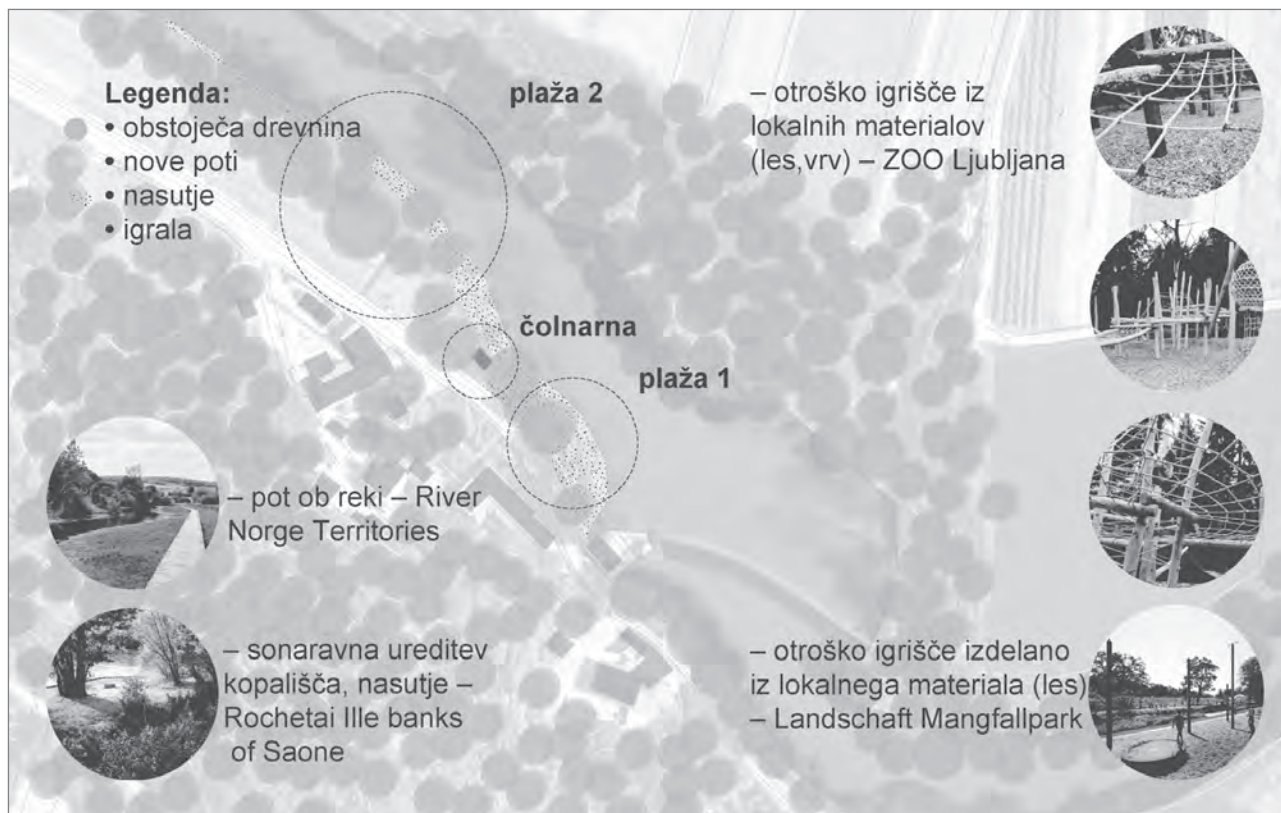 Legenda:
• obstoječa drevnina
• nove poti
• nasutje
• igrala
plaža 2
čolnarna
plaža 1
– otroško igrišče iz
lokalnih materialov
(les,vrv) – ZOO Ljubljana
– pot ob reki – River
Norge Territories
– sonaravna ureditev
kopališča, nasutje –
Rochetai Ille banks
of Saone
– otroško igrišče izdelano
iz lokalnega materiala (les)
– Landschaft Mangfallpark